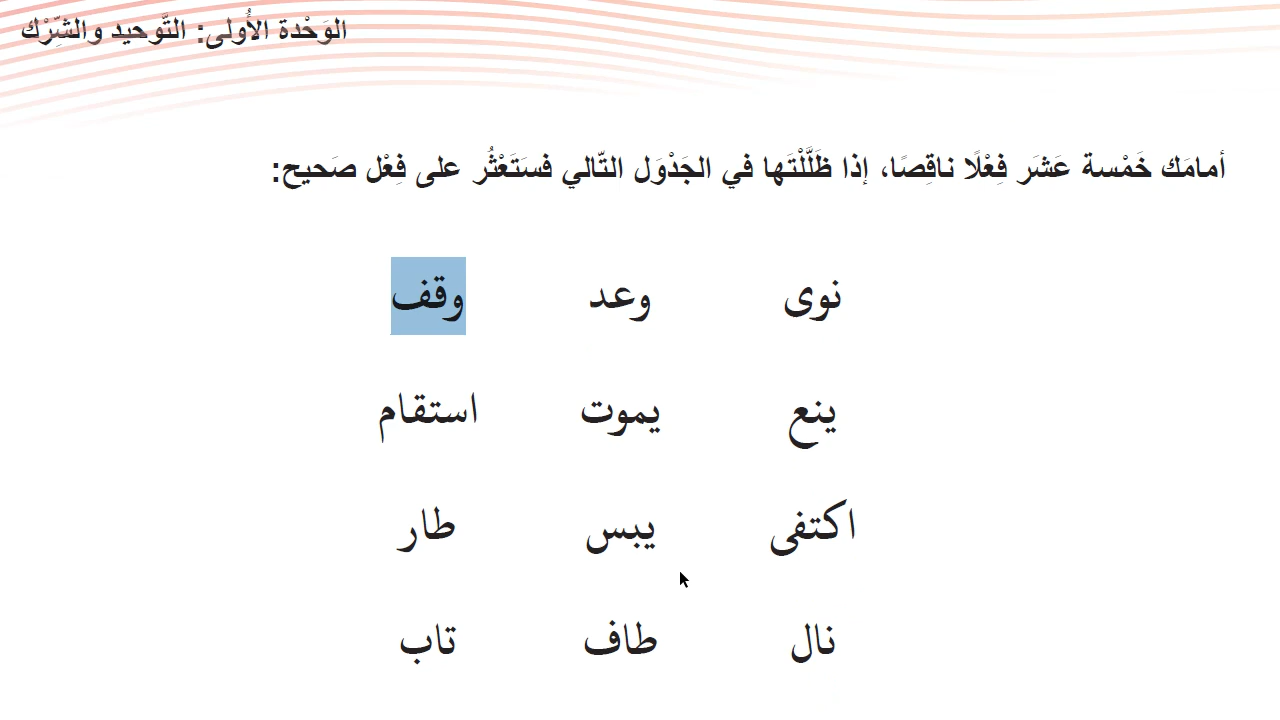 الوَحْدة الأُولى: التَّوحيد والشِّرْك
أمامَك خَمْسة عَشَر فِعْلًا ناقِصًا، إذا ظَلَّلْتَها في الجَدْوَل التّالي فسَتَعْثُر على فِعْل صَحيح:
نوى وعد وقف
ينع يموت استقام
اكتفى يبس طار
نال طاف تاب